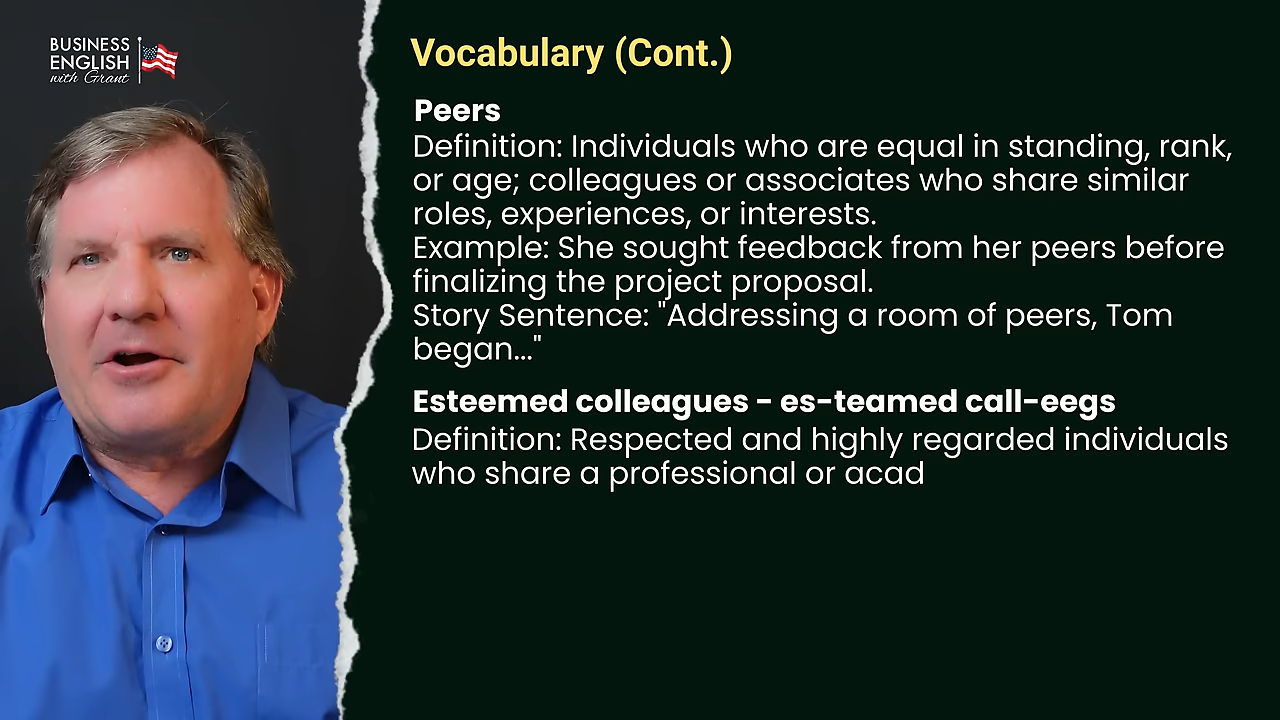 BUSINESS
ENGLISH
with Grant
Vocabulary (Cont.)
Peers
Definition: Individuals who are equal in standing, rank,
or age; colleagues or associates who share similar
roles, experiences, or interests.
Example: She sought feedback from her peers before
finalizing the project proposal.
Story Sentence: "Addressing a room of peers, Tom
began..."
Esteemed colleagues - es-teamed call-eegs
Definition: Respected and highly regarded individuals
who share a professional or acad